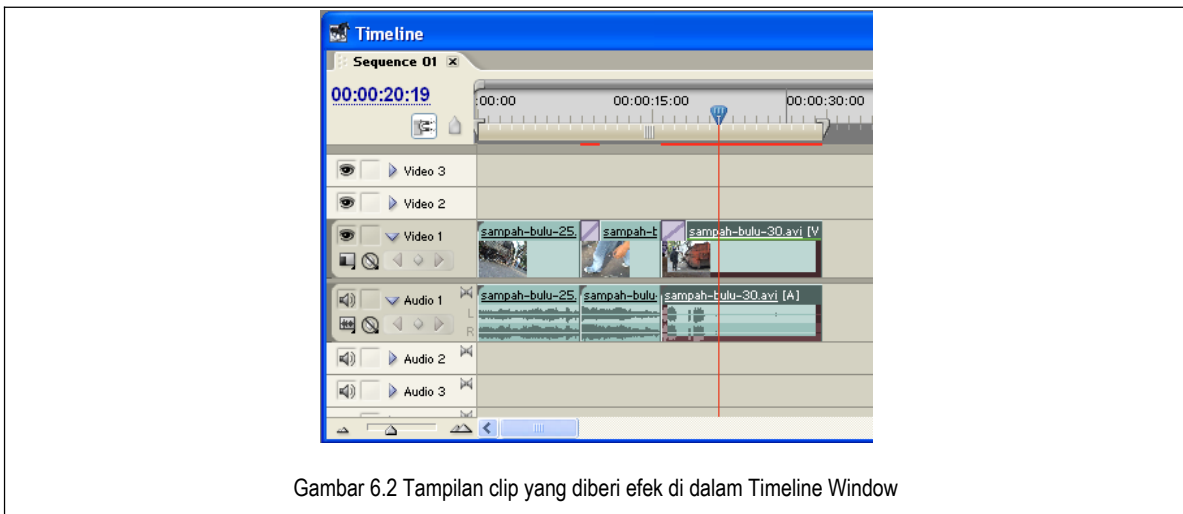 Timeline
Sequence 01
00:00:20:19
:00:00 00:00:15:00 00:00:30:00
Video 3
Video 2
Video 1
sampah-bulu-25. sampah-t sampah-bulu-30.avi [V
Audio 1
L
R
sampah-bulu-25. sampah-bulu- sampah-bulu-30.avi [A]
Audio 2
Audio 3
Gambar 6.2 Tampilan clip yang diberi efek di dalam Timeline Window